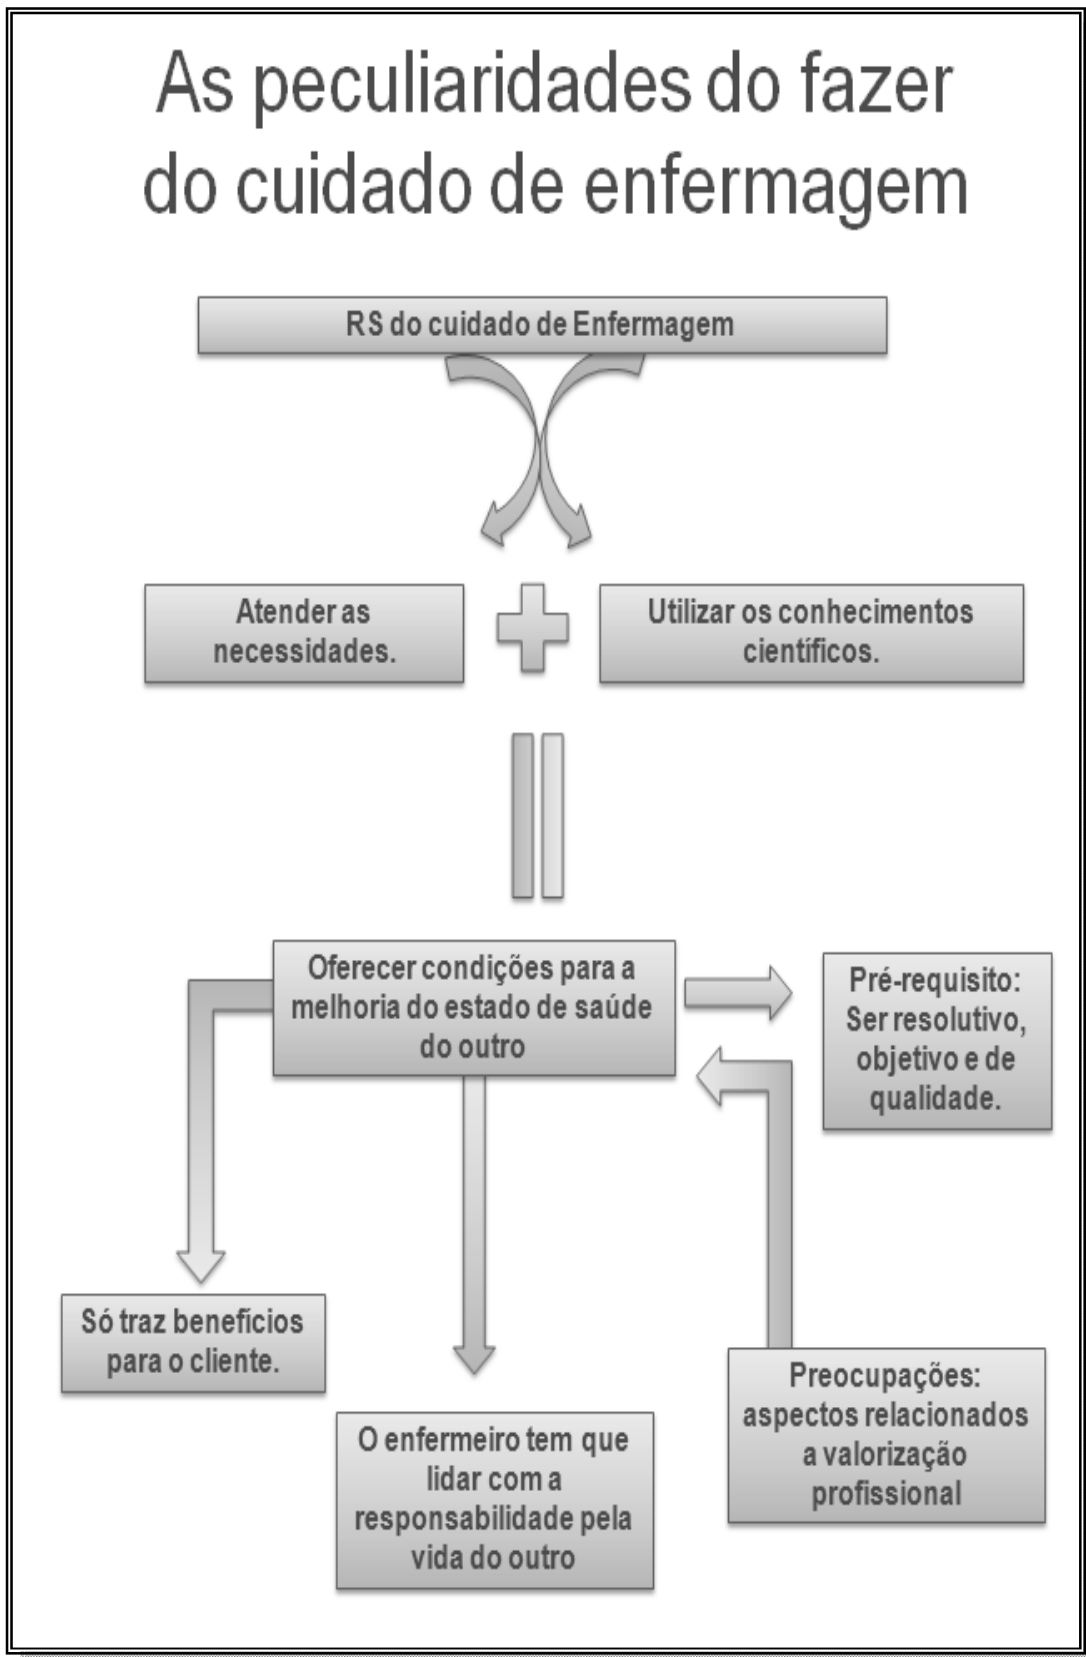 As peculiaridades do fazer
do cuidado de enfermagem
RS do cuidado de Enfermagem
Atender as
necessidades.
Utilizar os conhecimentos
científicos.
Oferecer condições para a
melhoria do estado de saúde
do outro
Pré-requisito:
Ser resolutivo,
objetivo e de
qualidade.
Só traz benefícios
para o cliente.
O enfermeiro tem que
lidar com a
responsabilidade pela
vida do outro
Preocupações:
aspectos relacionados
a valorização
profissional